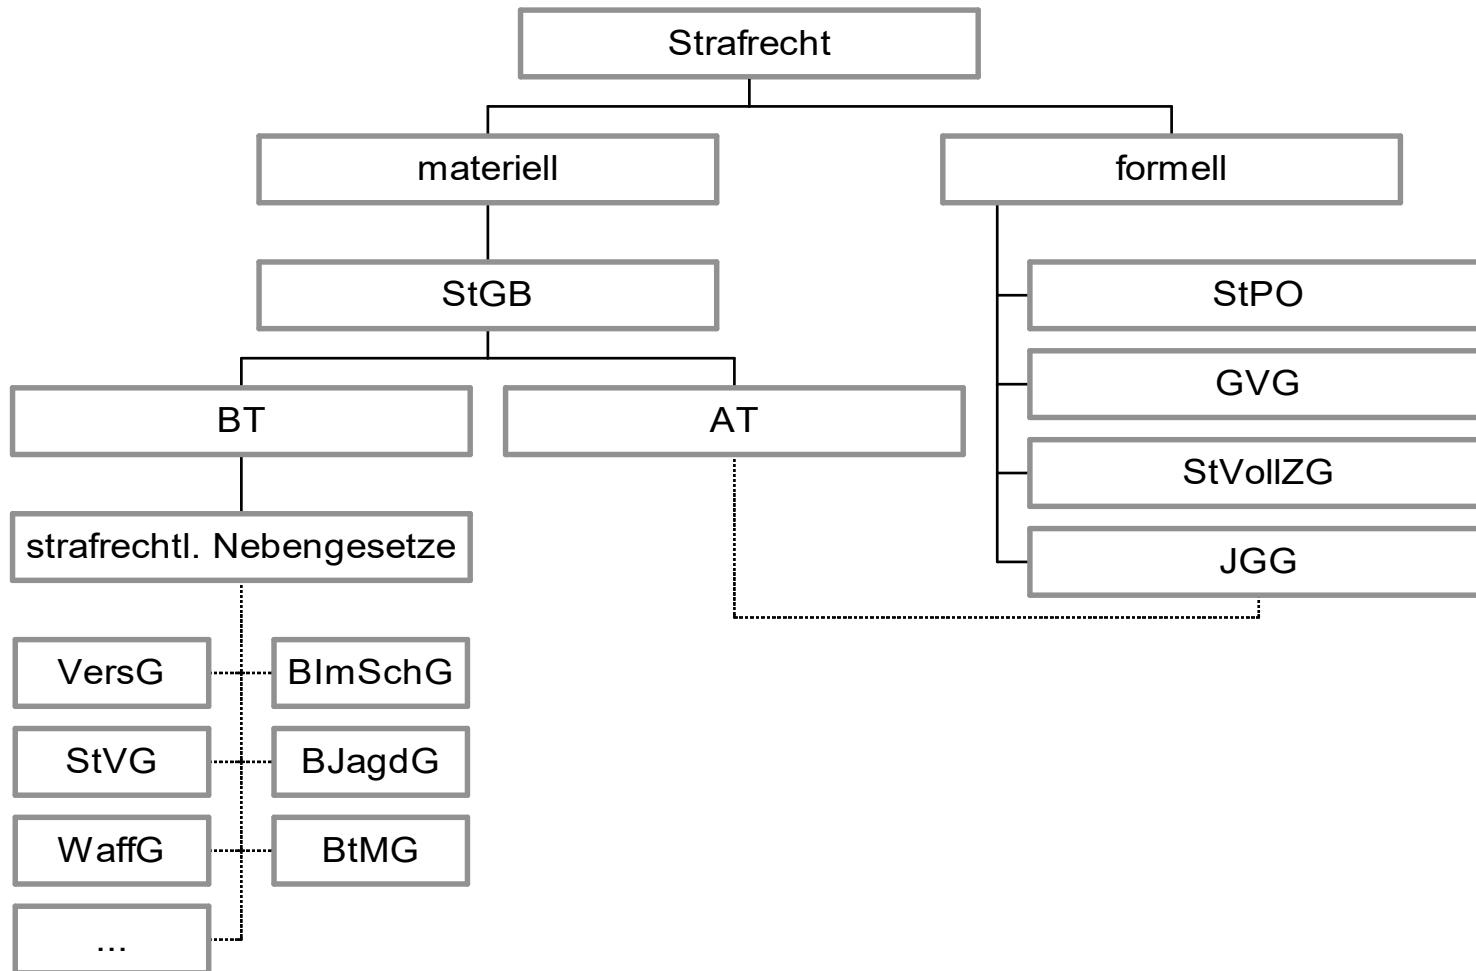 Strafrecht
materiell
formell
StGB
StPO
GVG
BT
AT
StVollZG
strafrechtl. Nebengesetze
JGG
VersG
BImSchG
StVG
BJagdG
WaffG
BtMG
...